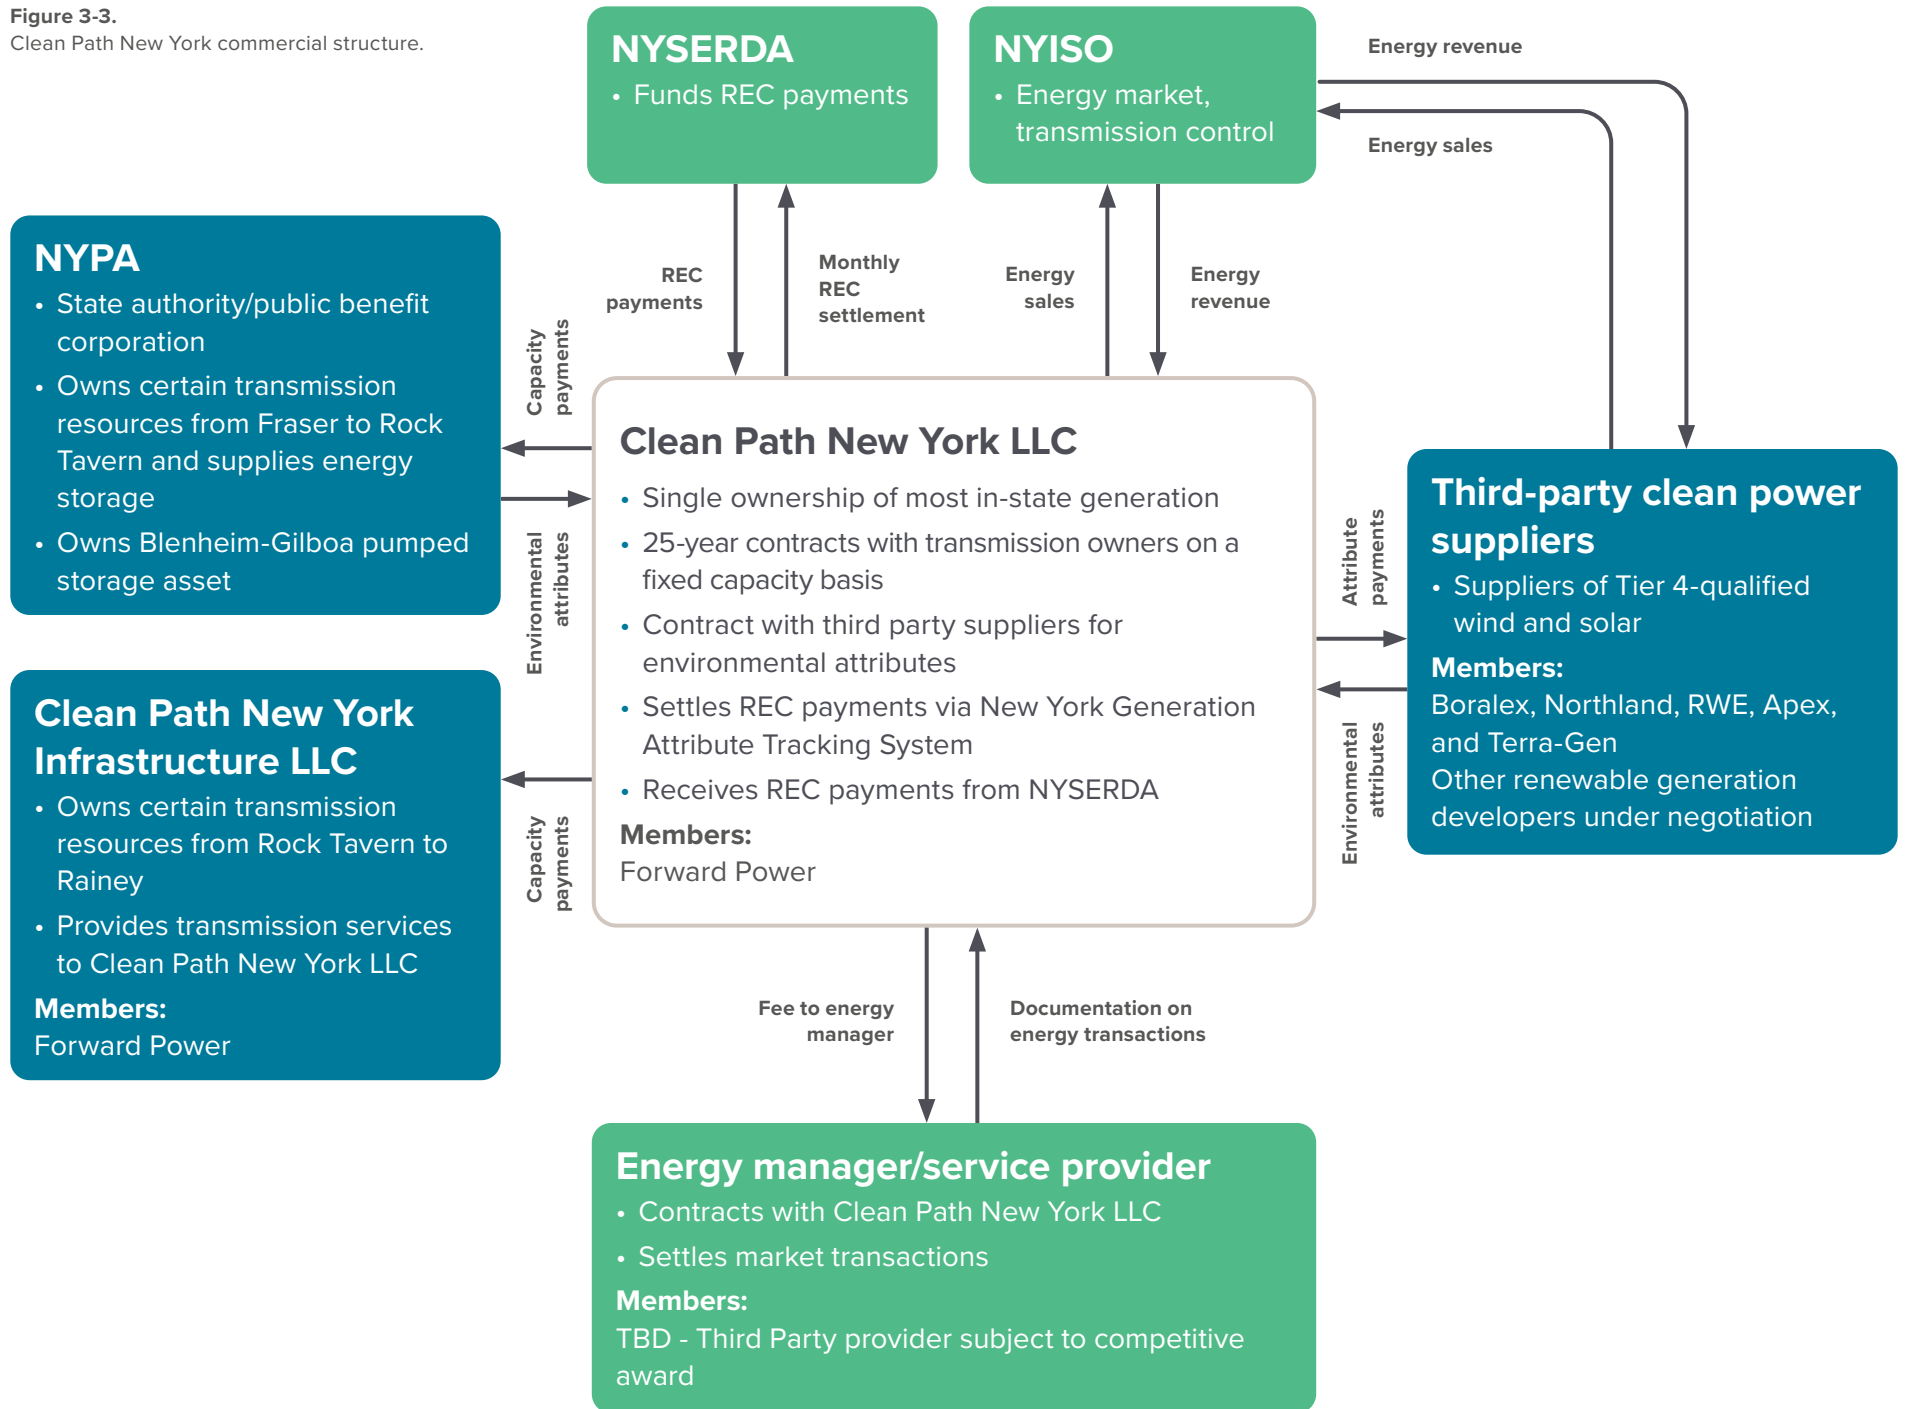 Figure 3-3.
Clean Path New York commercial structure.
NYSERDA
• Funds REC payments
NYISO
• Energy market,
transmission control
Energy revenue
Energy sales
NYPA
• State authority/public benefit
corporation
• Owns certain transmission
resources from Fraser to Rock
Tavern and supplies energy
storage
• Owns Blenheim-Gilboa pumped
storage asset
REC
payments
Monthly
REC
settlement
Energy
sales
Energy
revenue
Capacity
payments
Environmental
attributes
Clean Path New York LLC
• Single ownership of most in-state generation
• 25-year contracts with transmission owners on a
fixed capacity basis
• Contract with third party suppliers for
environmental attributes
• Settles REC payments via New York Generation
Attribute Tracking System
• Receives REC payments from NYSERDA
Members:
Forward Power
Attribute
payments
Environmental
attributes
Third-party clean power
suppliers
• Suppliers of Tier 4-qualified
wind and solar
Members:
Boralex, Northland, RWE, Apex,
and Terra-Gen
Other renewable generation
developers under negotiation
Clean Path New York
Infrastructure LLC
• Owns certain transmission
resources from Rock Tavern to
Rainey
• Provides transmission services
to Clean Path New York LLC
Members:
Forward Power
Capacity
payments
Fee to energy
manager
Documentation on
energy transactions
Energy manager/service provider
• Contracts with Clean Path New York LLC
• Settles market transactions
Members:
TBD - Third Party provider subject to competitive
award